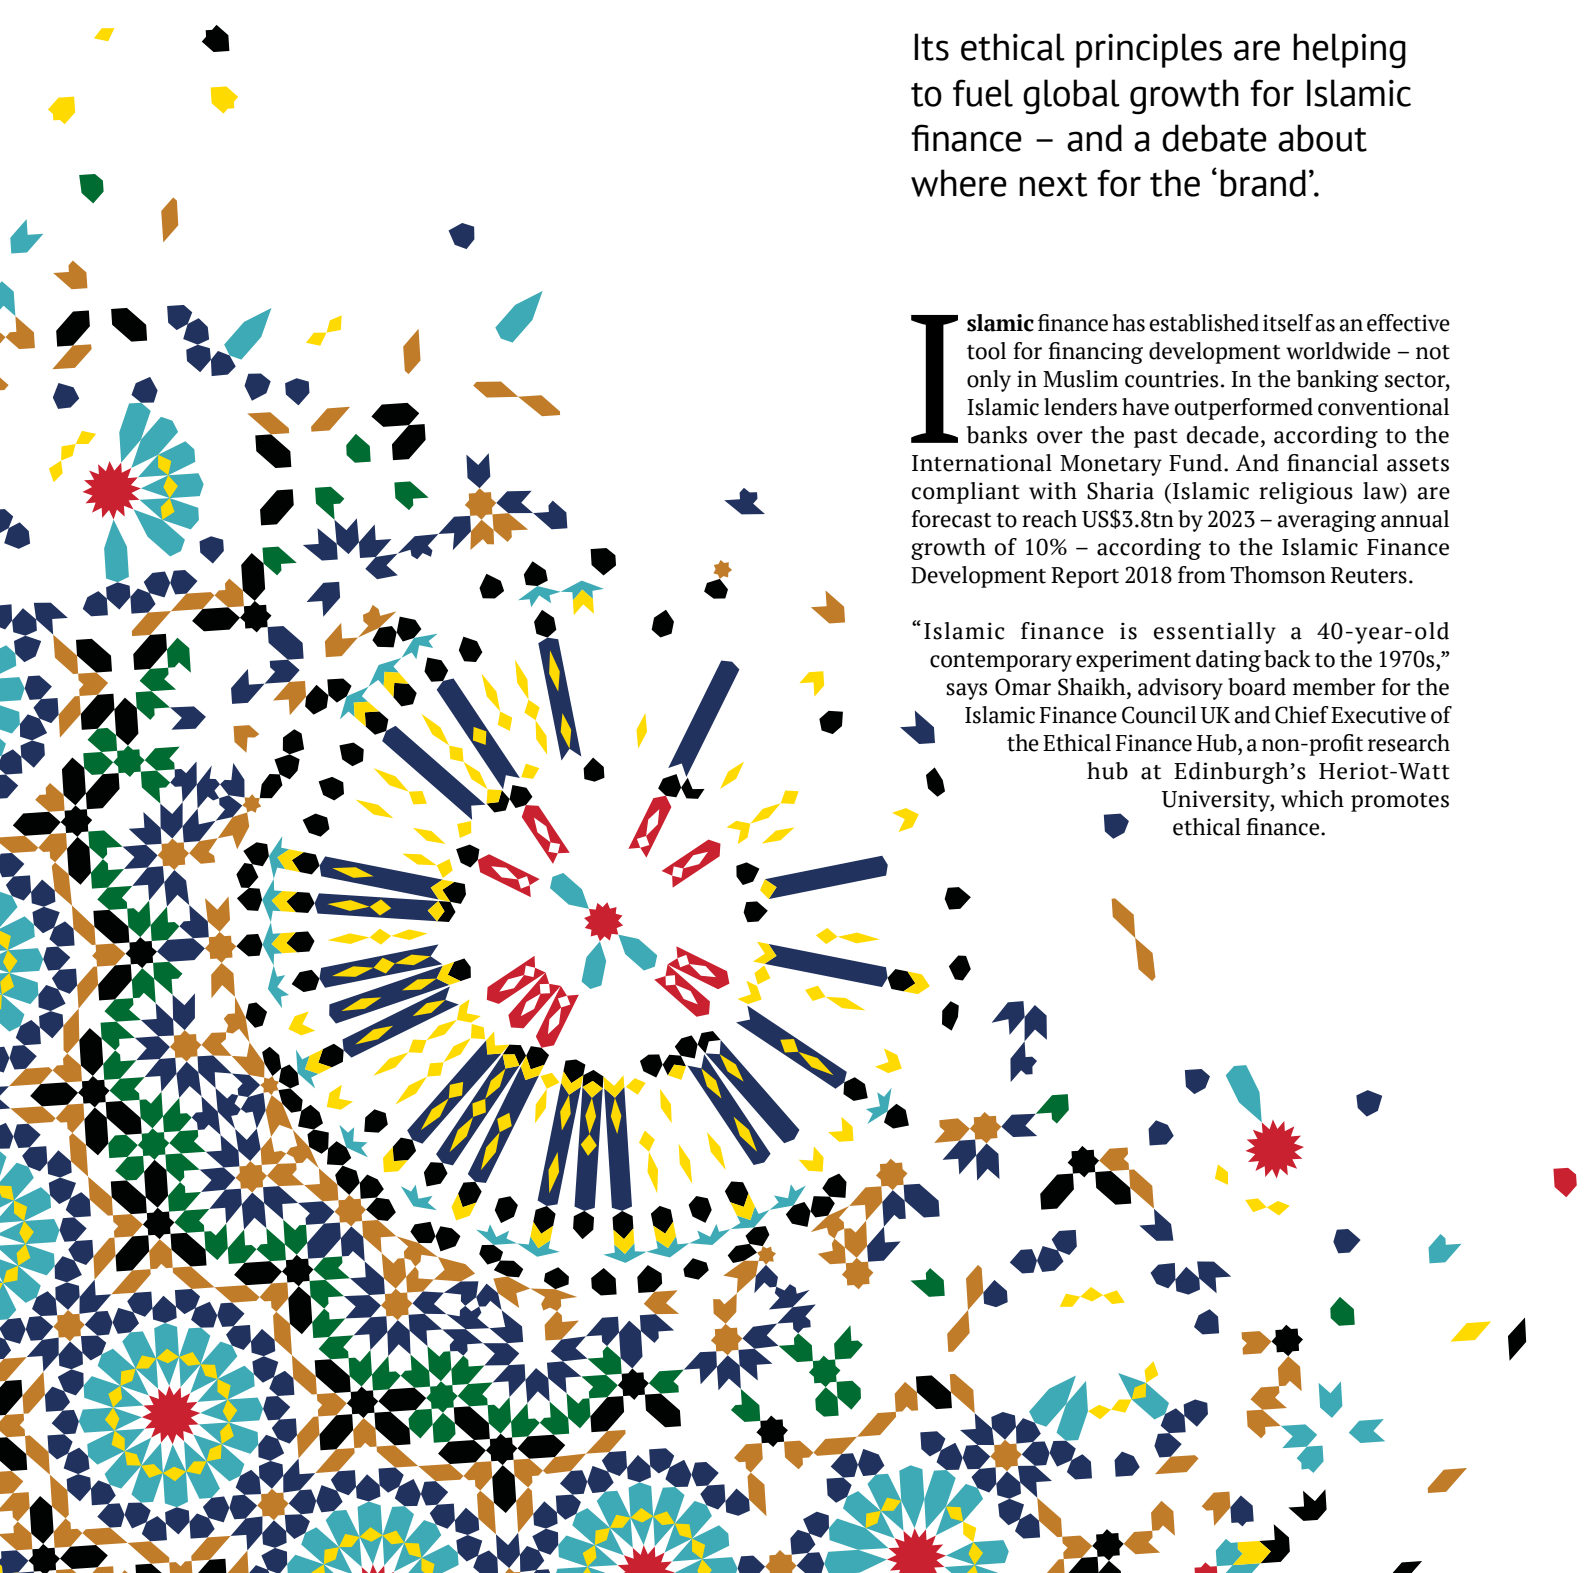 Its ethical principles are helping
to fuel global growth for Islamic
finance – and a debate about
where next for the ‘brand’.
Islamic finance has established itself as an effective
tool for financing development worldwide – not
only in Muslim countries. In the banking sector,
Islamic lenders have outperformed conventional
banks over the past decade, according to the
International Monetary Fund. And financial assets
compliant with Sharia (Islamic religious law) are
forecast to reach US$3.8tn by 2023 – averaging annual
growth of 10% – according to the Islamic Finance
Development Report 2018 from Thomson Reuters.
“Islamic finance is essentially a 40-year-old
contemporary experiment dating back to the 1970s,”
says Omar Shaikh, advisory board member for the
Islamic Finance Council UK and Chief Executive of
the Ethical Finance Hub, a non-profit research
hub at Edinburgh’s Heriot-Watt
University, which promotes
ethical finance.